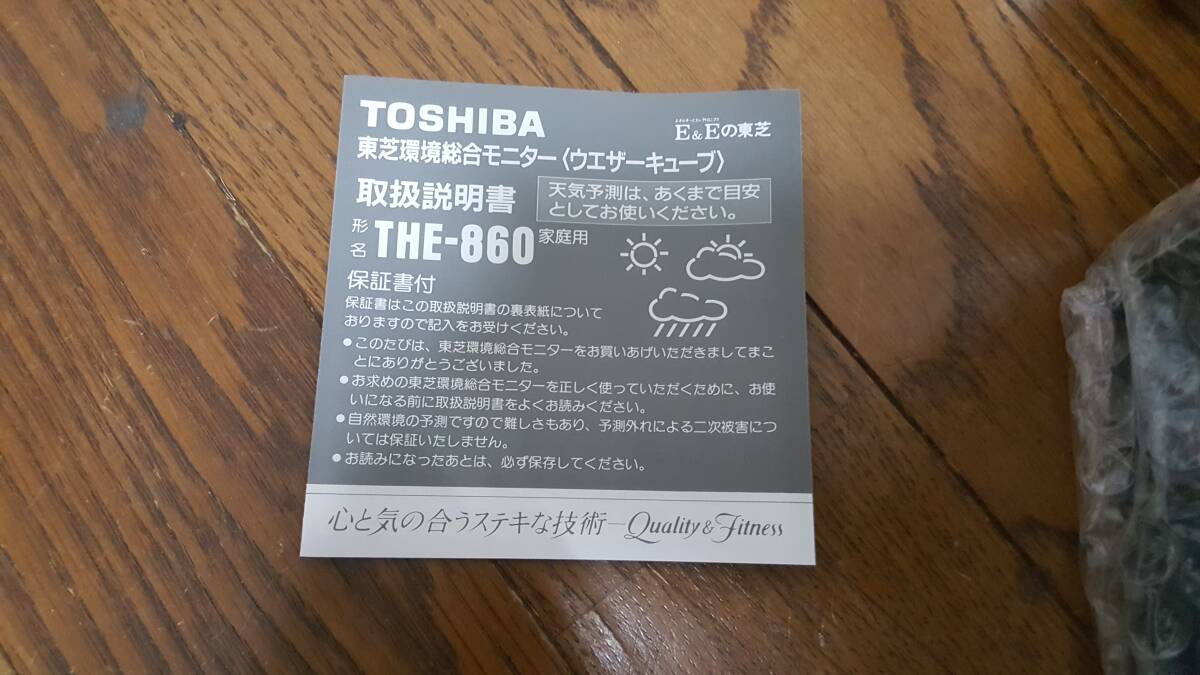 TOSHIBA
E&Eの東芝
東芝環境総合モニター〈ウエザーキューブ〉
取扱説明書
天気予測は、あくまで目安
としてお使いください。
形名 THE-860 家庭用
保証書付
保証書はこの取扱説明書の裏表紙について
おりますので記入をお受けください。
●このたびは、東芝環境総合モニターをお買いあげいただきましてまこ
とにありがとうございました。
●お求めの東芝環境総合モニターを正しく使っていただくために、お使
いになる前に取扱説明書をよくお読みください。
●自然環境の予測ですので難しさもあり、予測外れによる二次被害につ
いては保証いたしません。
●お読みになったあとは、必ず保存してください。
心と気の合うステキな技術―Quality&Fitness